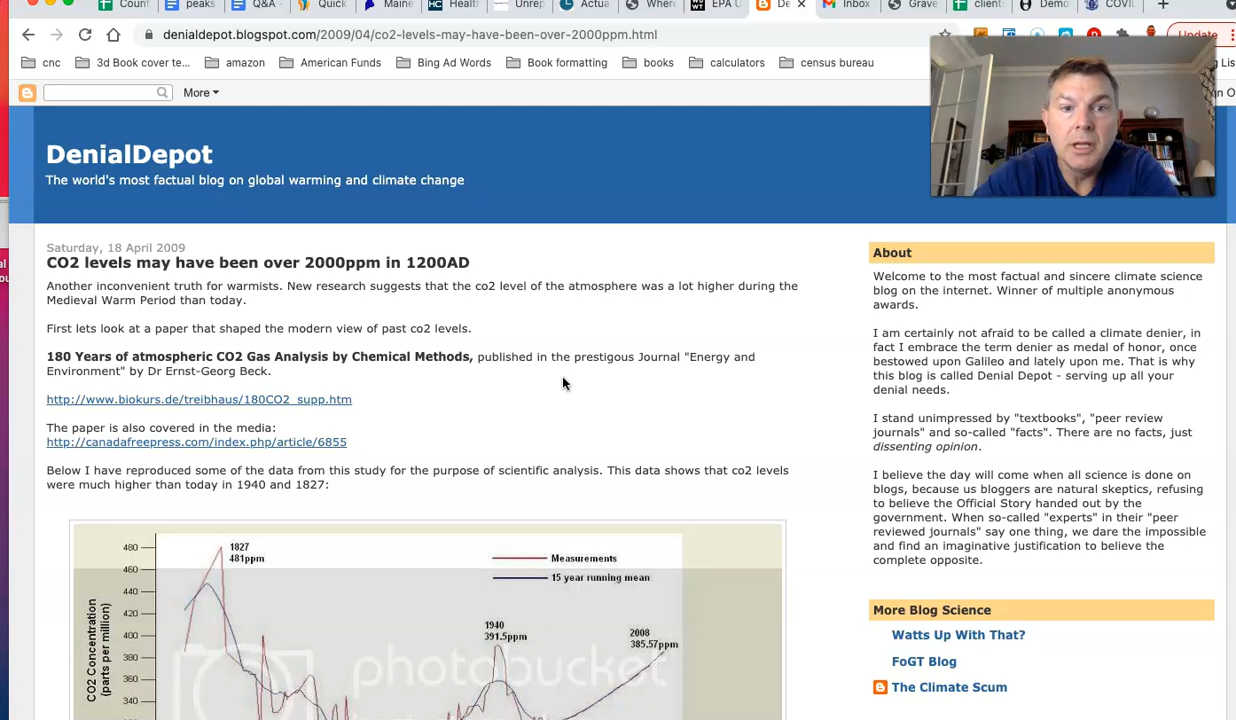 Count
peaks
Q&A -
Quick
Maine
Healt
Unrep
Actua
Where
EPA U
De
Inbox
Grave
client
Demo
COVIL
denialdepot.blogspot.com/2009/04/co2-levels-may-have-been-over-2000ppm.html
Update
cnc
3d Book cover te...
amazon
American Funds
Bing Ad Words
Book formatting
books
calculators
census bureau
More
DenialDepot
The world's most factual blog on global warming and climate change
Saturday, 18 April 2009
CO2 levels may have been over 2000ppm in 1200AD
Another inconvenient truth for warmists. New research suggests that the co2 level of the atmosphere was a lot higher during the
Medieval Warm Period than today.
First lets look at a paper that shaped the modern view of past co2 levels.
180 Years of atmospheric CO2 Gas Analysis by Chemical Methods, published in the prestigious Journal "Energy and
Environment" by Dr Ernst-Georg Beck.
http://www.biokurs.de/treibhaus/180CO2_supp.htm
The paper is also covered in the media:
http://canadafreepress.com/index.php/article/6855
Below I have reproduced some of the data from this study for the purpose of scientific analysis. This data shows that co2 levels
were much higher than today in 1940 and 1827:
480
460
440
420
400
380
360
340
CO2 Concentration
(parts per million)
1827
481ppm
Measurements
15 year running mean
1940
391.5ppm
2008
385.57ppm
photobucket
About
Welcome to the most factual and sincere climate science
blog on the internet. Winner of multiple anonymous
awards.
I am certainly not afraid to be called a climate denier, in
fact I embrace the term denier as medal of honor, once
bestowed upon Galileo and lately upon me. That is why
this blog is called Denial Depot - serving up all your
denial needs.
I stand unimpressed by "textbooks", "peer review
journals" and so-called "facts". There are no facts, just
dissenting opinion.
I believe the day will come when all science is done on
blogs, because us bloggers are natural skeptics, refusing
to believe the Official Story handed out by the
government. When so-called "experts" in their "peer
reviewed journals" say one thing, we dare the impossible
and find an imaginative justification to believe the
complete opposite.
More Blog Science
Watts Up With That?
FoGT Blog
The Climate Scum